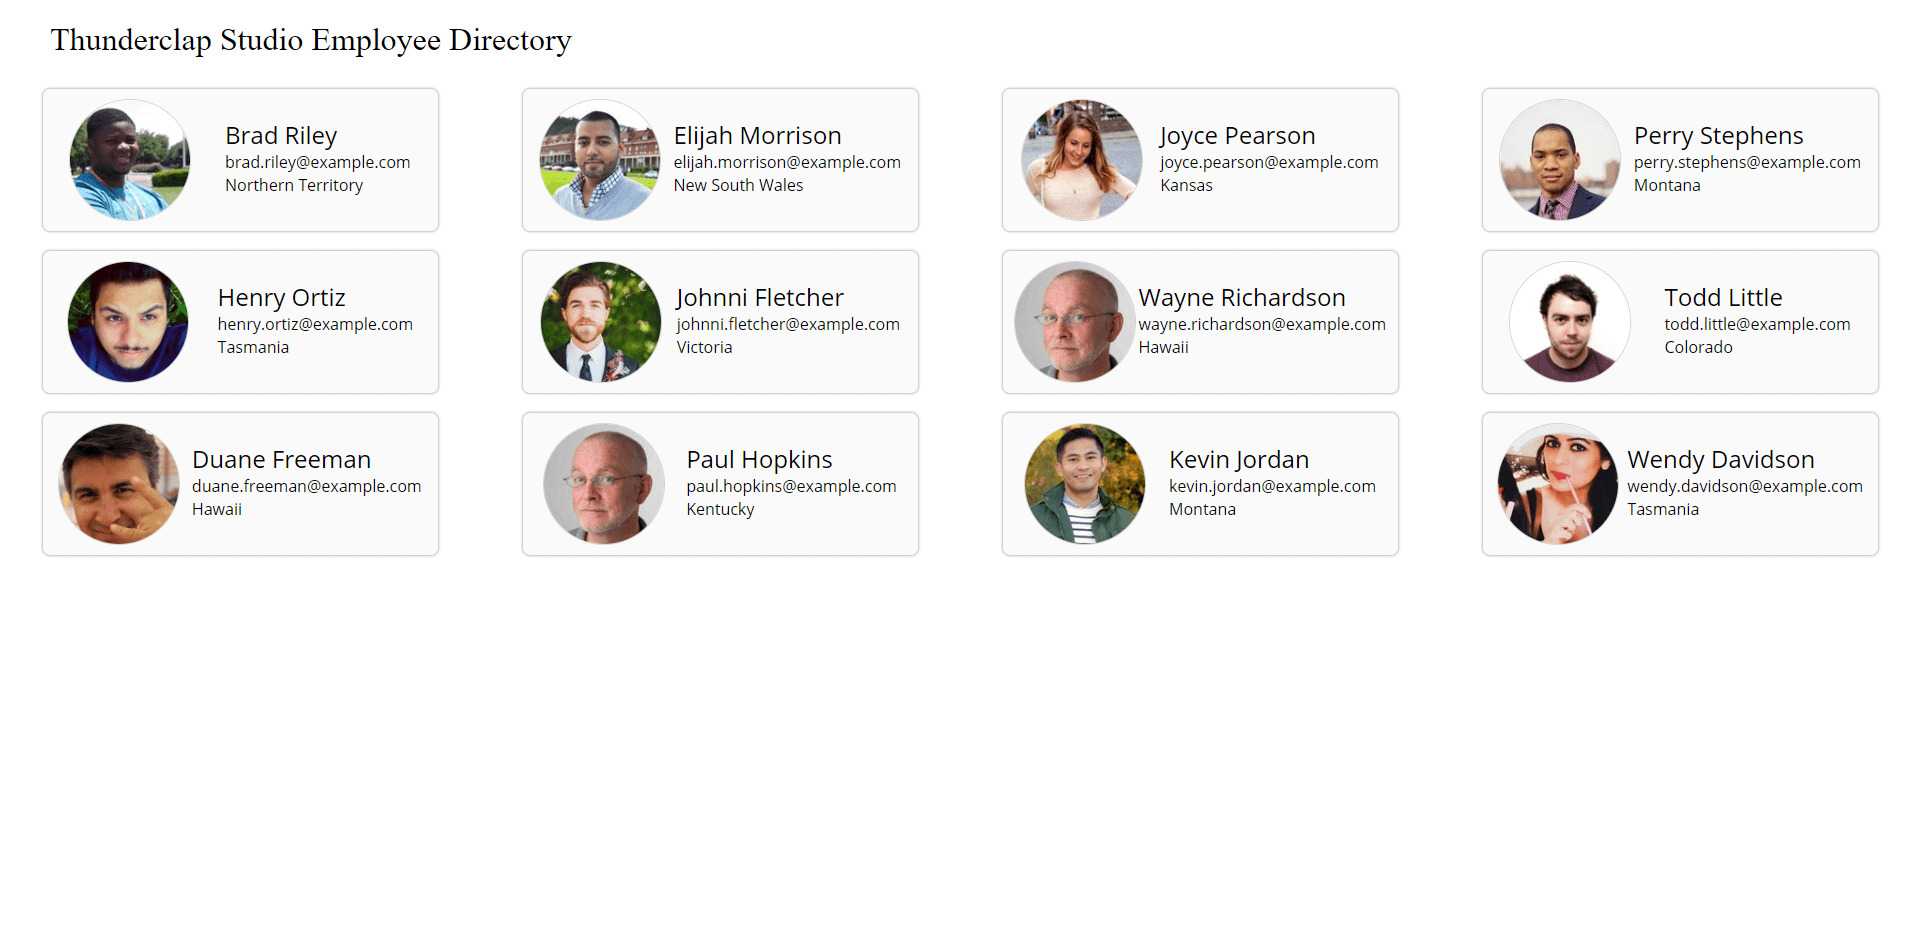 Thunderclap Studio Employee Directory
Brad Riley
brad.riley@example.com
Northern Territory
Elijah Morrison
elijah.morrison@example.com
New South Wales
Joyce Pearson
joyce.pearson@example.com
Kansas
Perry Stephens
perry.stephens@example.com
Montana
Henry Ortiz
henry.ortiz@example.com
Tasmania
Johnni Fletcher
johnni.fletcher@example.com
Victoria
Wayne Richardson
wayne.richardson@example.com
Hawaii
Todd Little
todd.little@example.com
Colorado
Duane Freeman
duane.freeman@example.com
Hawaii
Paul Hopkins
paul.hopkins@example.com
Kentucky
Kevin Jordan
kevin.jordan@example.com
Montana
Wendy Davidson
wendy.davidson@example.com
Tasmania